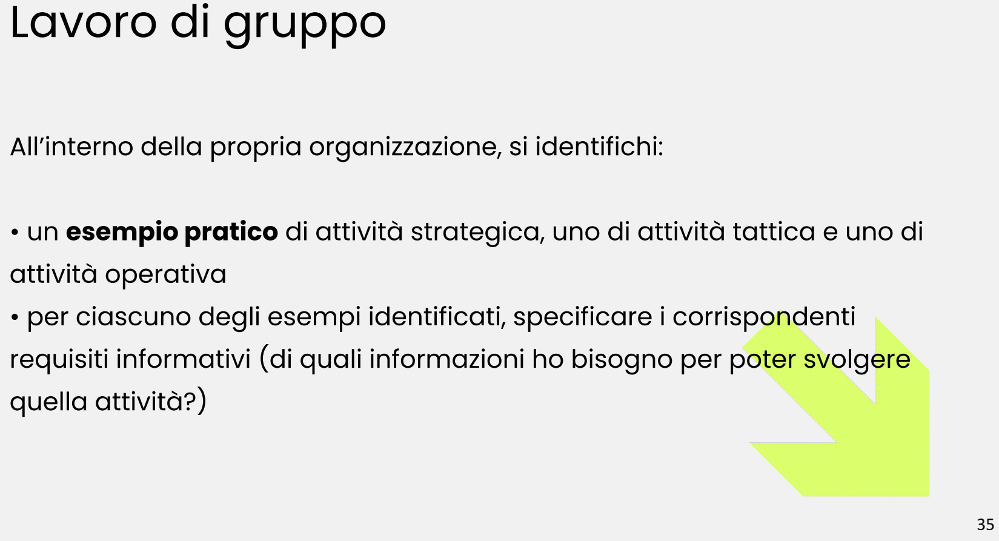 Lavoro di gruppo
All’interno della propria organizzazione, si identifichi:
• un esempio pratico di attività strategica, uno di attività tattica e uno di
attività operativa
• per ciascuno degli esempi identificati, specificare i corrispondenti
requisiti informativi (di quali informazioni ho bisogno per poter svolgere
quella attività?)
35